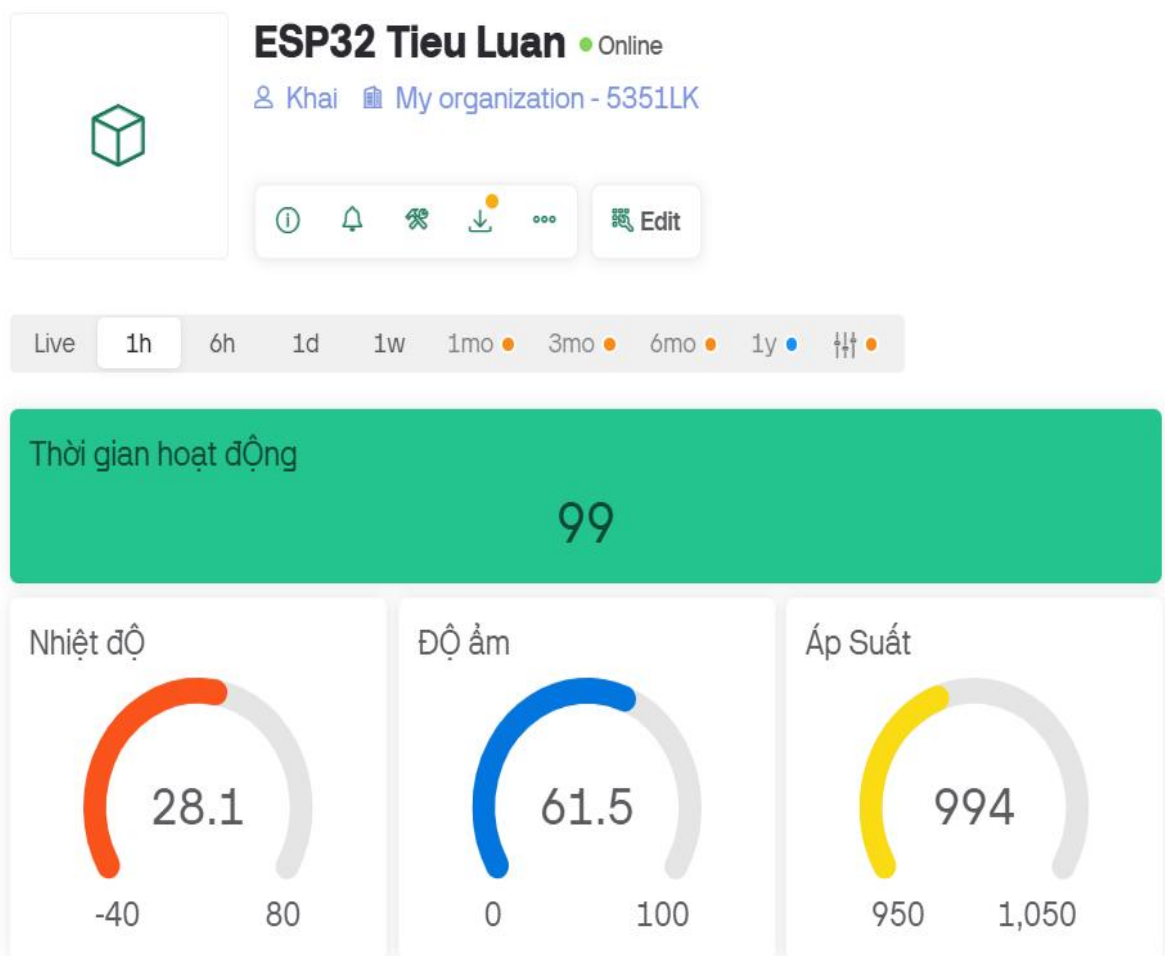 ESP32 Tieu Luan Online
Khai My organization - 5351LK
Edit
Live 1h 6h 1d 1w 1mo 3mo 6mo 1y
Thời gian hoạt động
99
Nhiệt độ Độ ẩm Áp Suất
28.1 61.5 994
-40 80 0 100 950 1,050